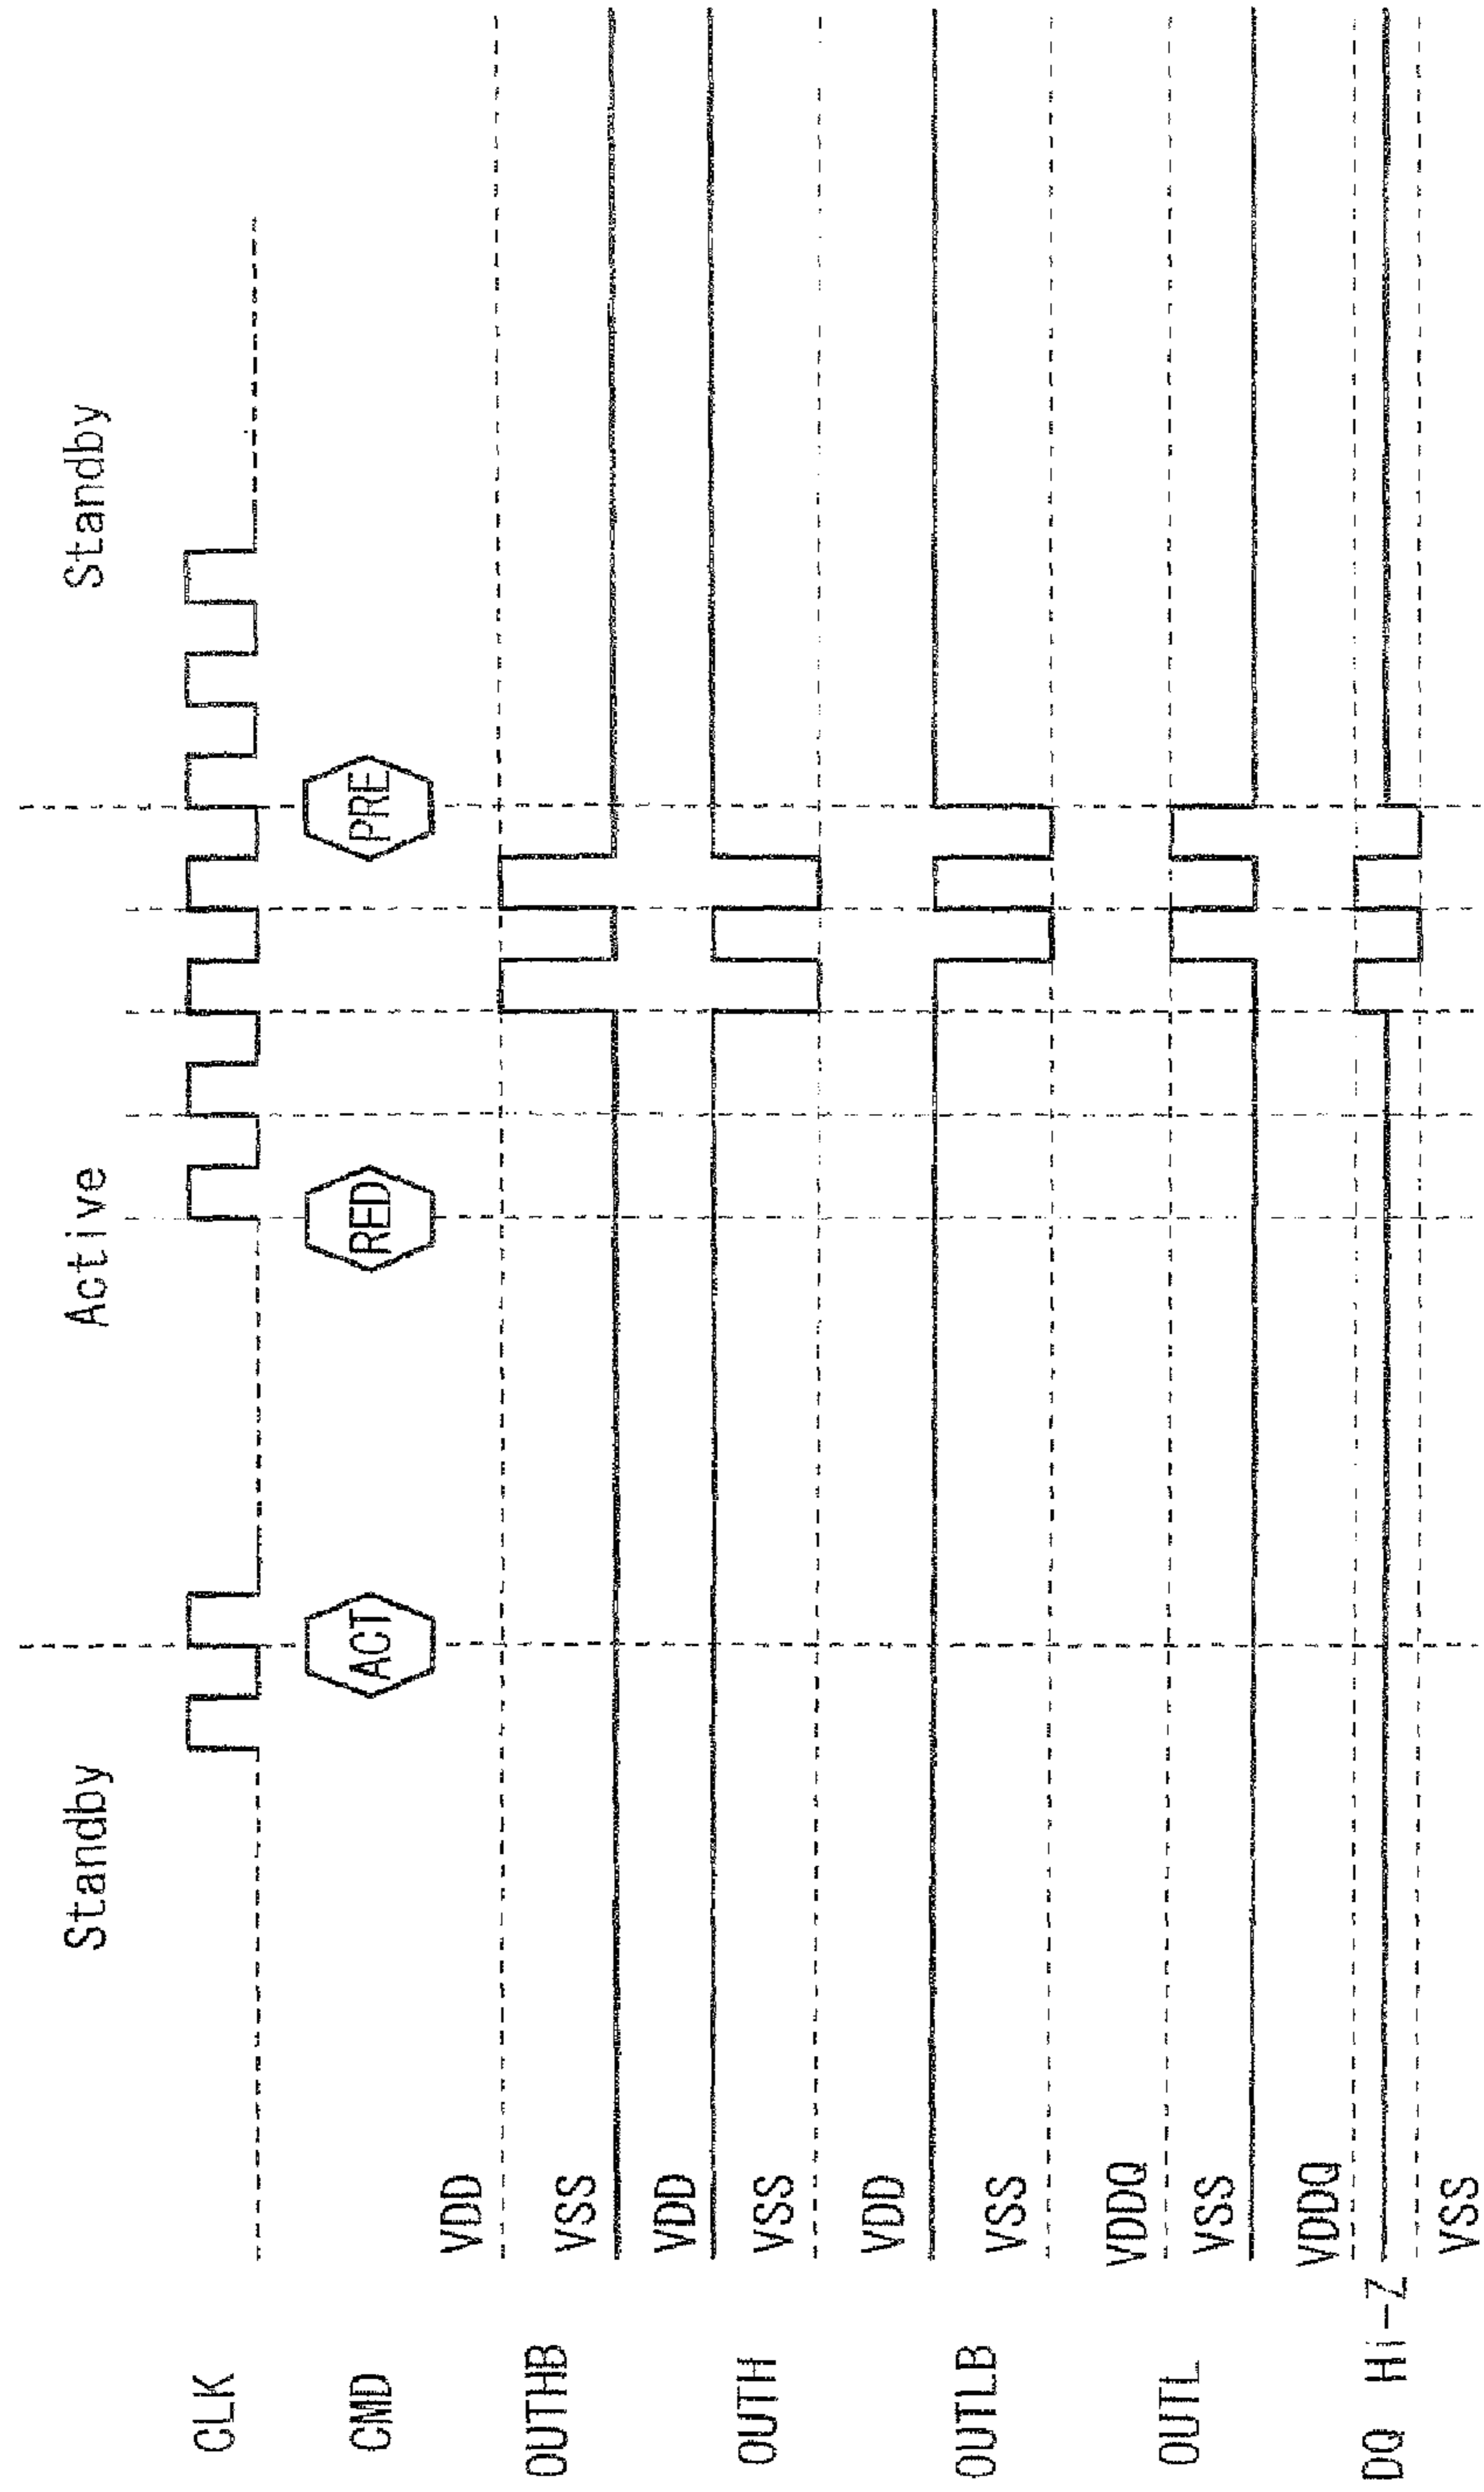 Standby Active Standby
CLK
CMD ACT RED PRE
VDD
OUTHB
VSS
VDD
OUTH
VSS
VDD
OUTLB
VSS
VDDQ
OUTL
VSS
VDDQ
DQ Hi-Z
VSS